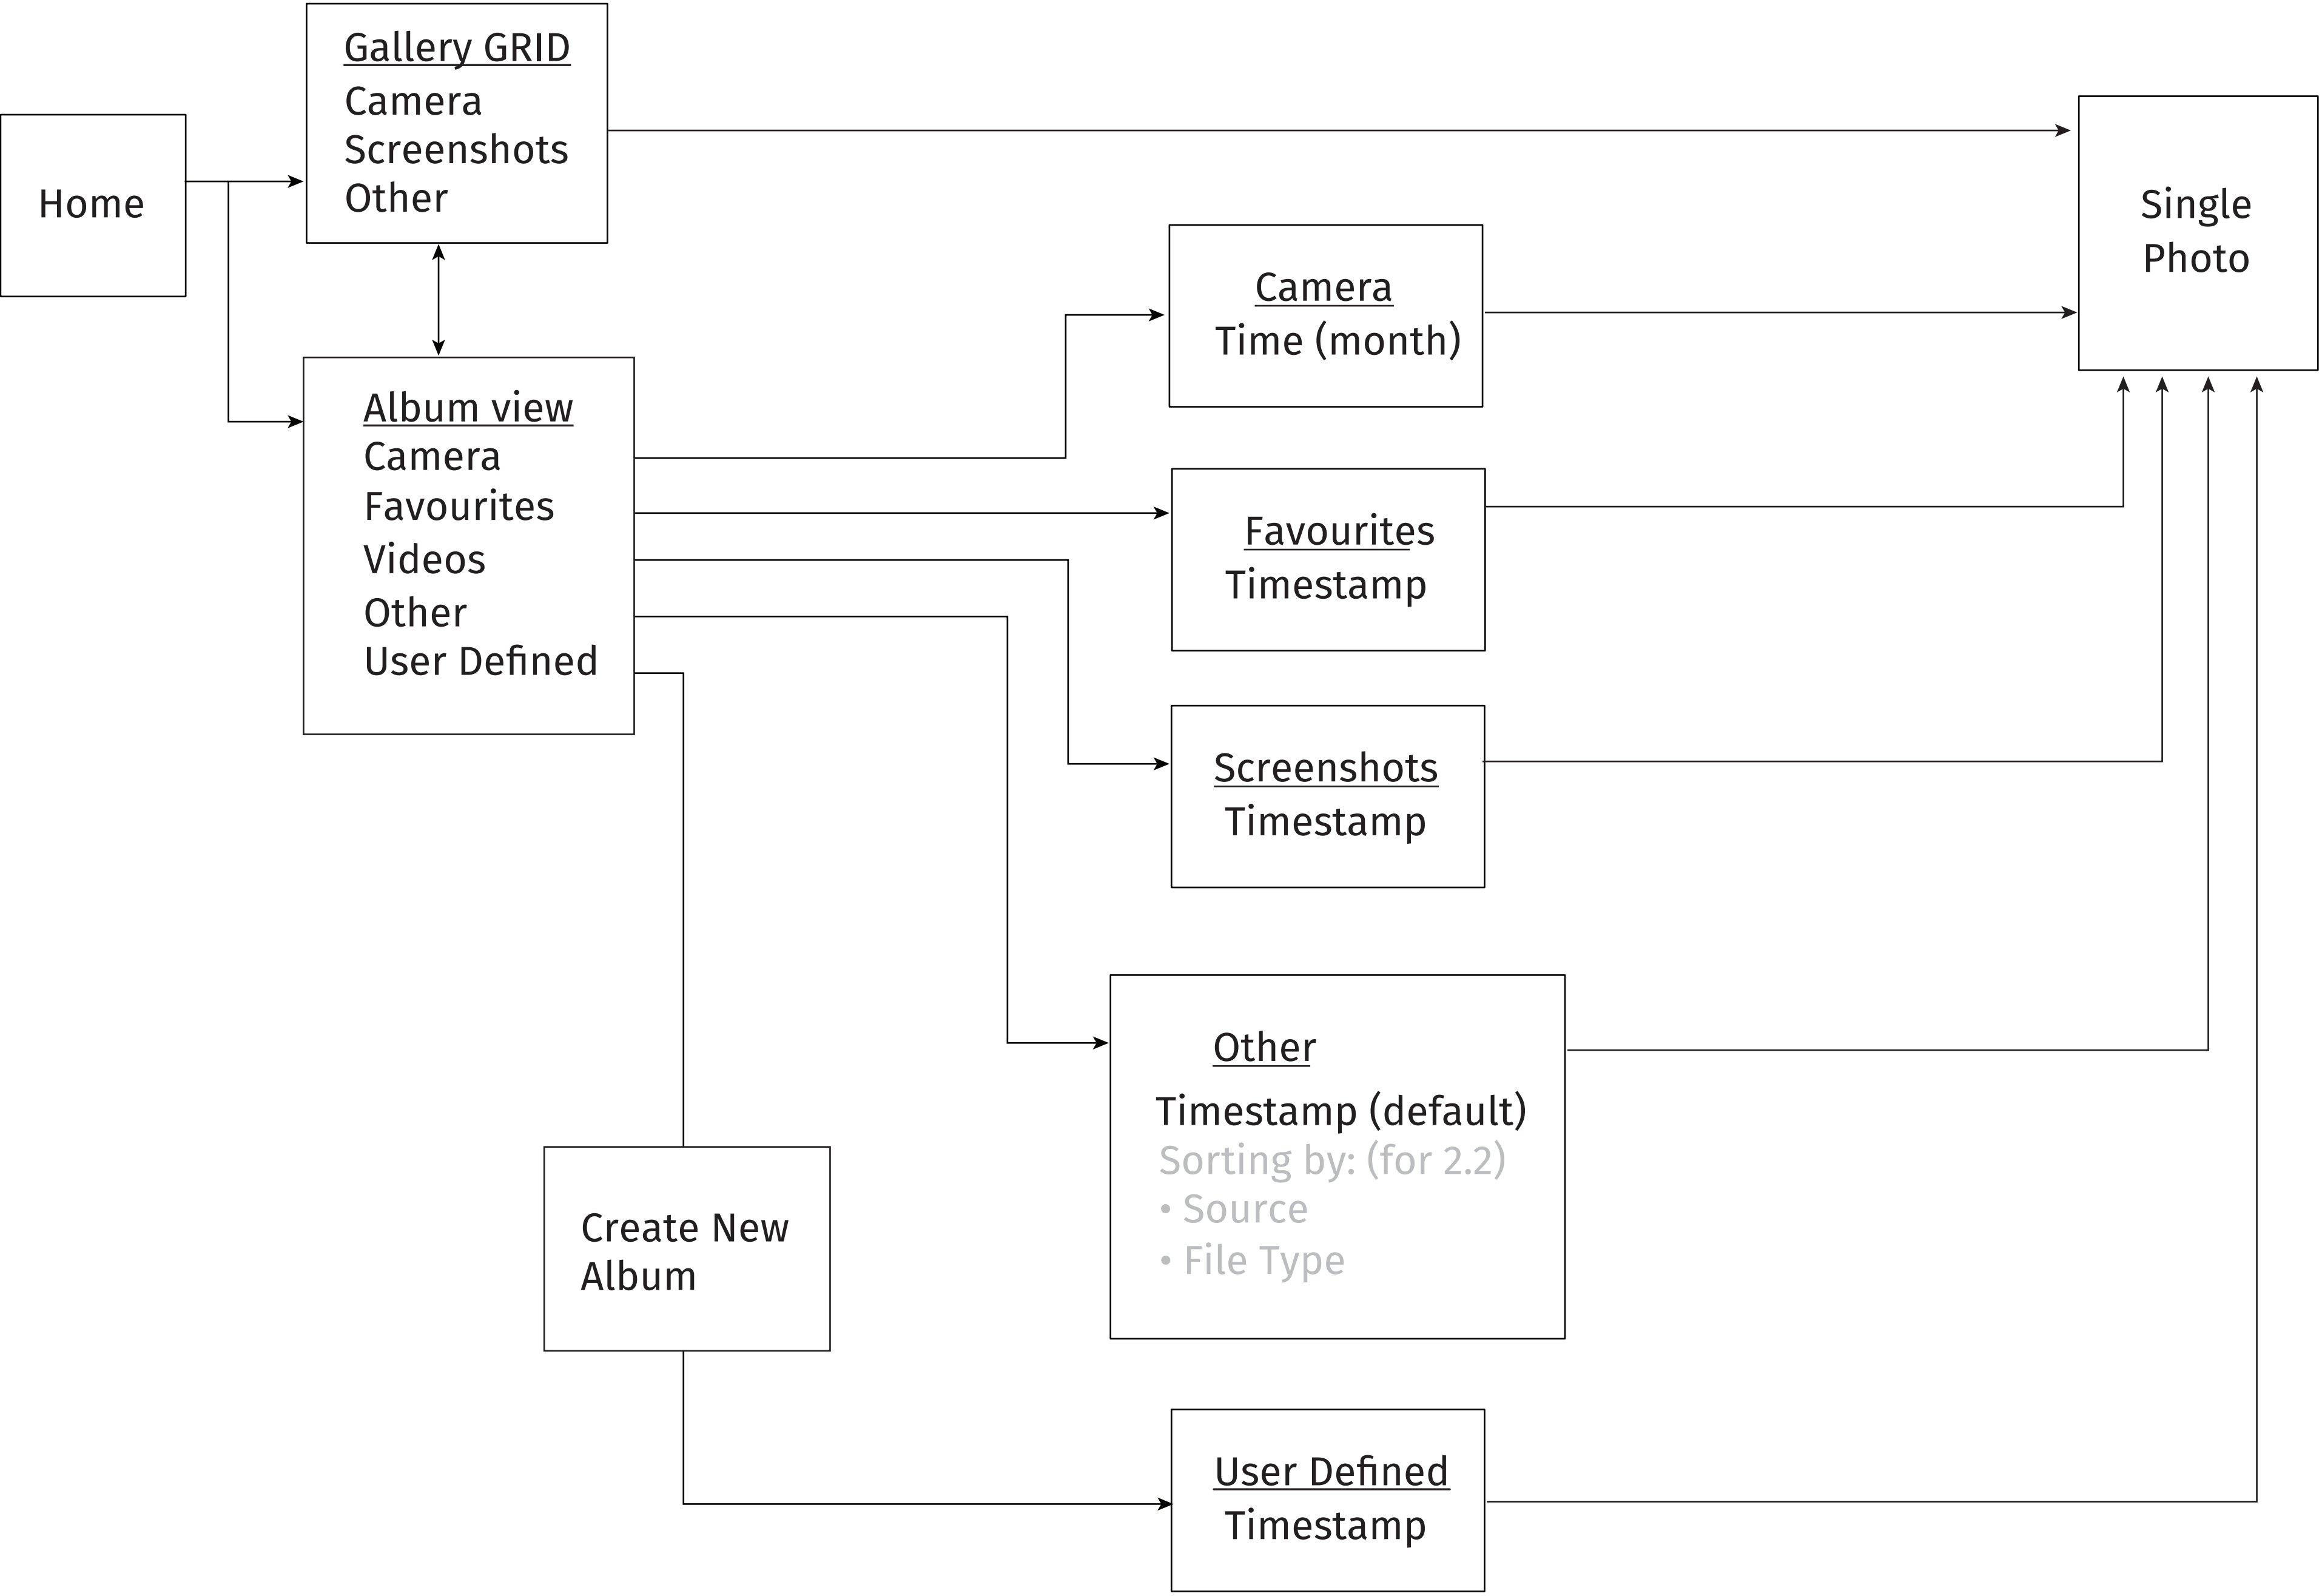 Home
Gallery GRID
Camera
Screenshots
Other
Album view
Camera
Favourites
Videos
Other
User Defined
Create New
Album
Camera
Time (month)
Favourites
Timestamp
Screenshots
Timestamp
Other
Timestamp (default)
Sorting by: (for 2.2)
• Source
• File Type
User Defined
Timestamp
Single
Photo